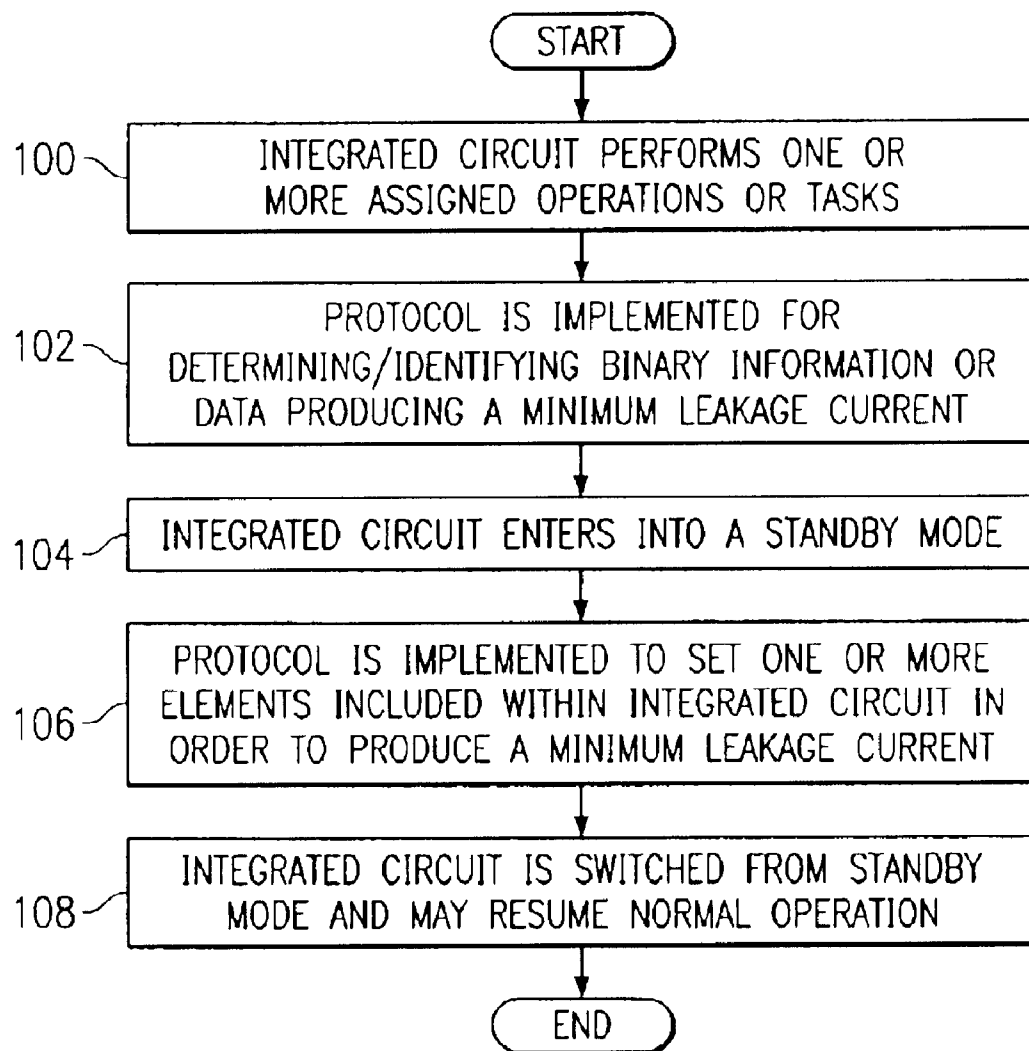 START
100
INTEGRATED CIRCUIT PERFORMS ONE OR
MORE ASSIGNED OPERATIONS OR TASKS
102
PROTOCOL IS IMPLEMENTED FOR
DETERMINING/IDENTIFYING BINARY INFORMATION OR
DATA PRODUCING A MINIMUM LEAKAGE CURRENT
104
INTEGRATED CIRCUIT ENTERS INTO A STANDBY MODE
106
PROTOCOL IS IMPLEMENTED TO SET ONE OR MORE
ELEMENTS INCLUDED WITHIN INTEGRATED CIRCUIT IN
ORDER TO PRODUCE A MINIMUM LEAKAGE CURRENT
108
INTEGRATED CIRCUIT IS SWITCHED FROM STANDBY
MODE AND MAY RESUME NORMAL OPERATION
END